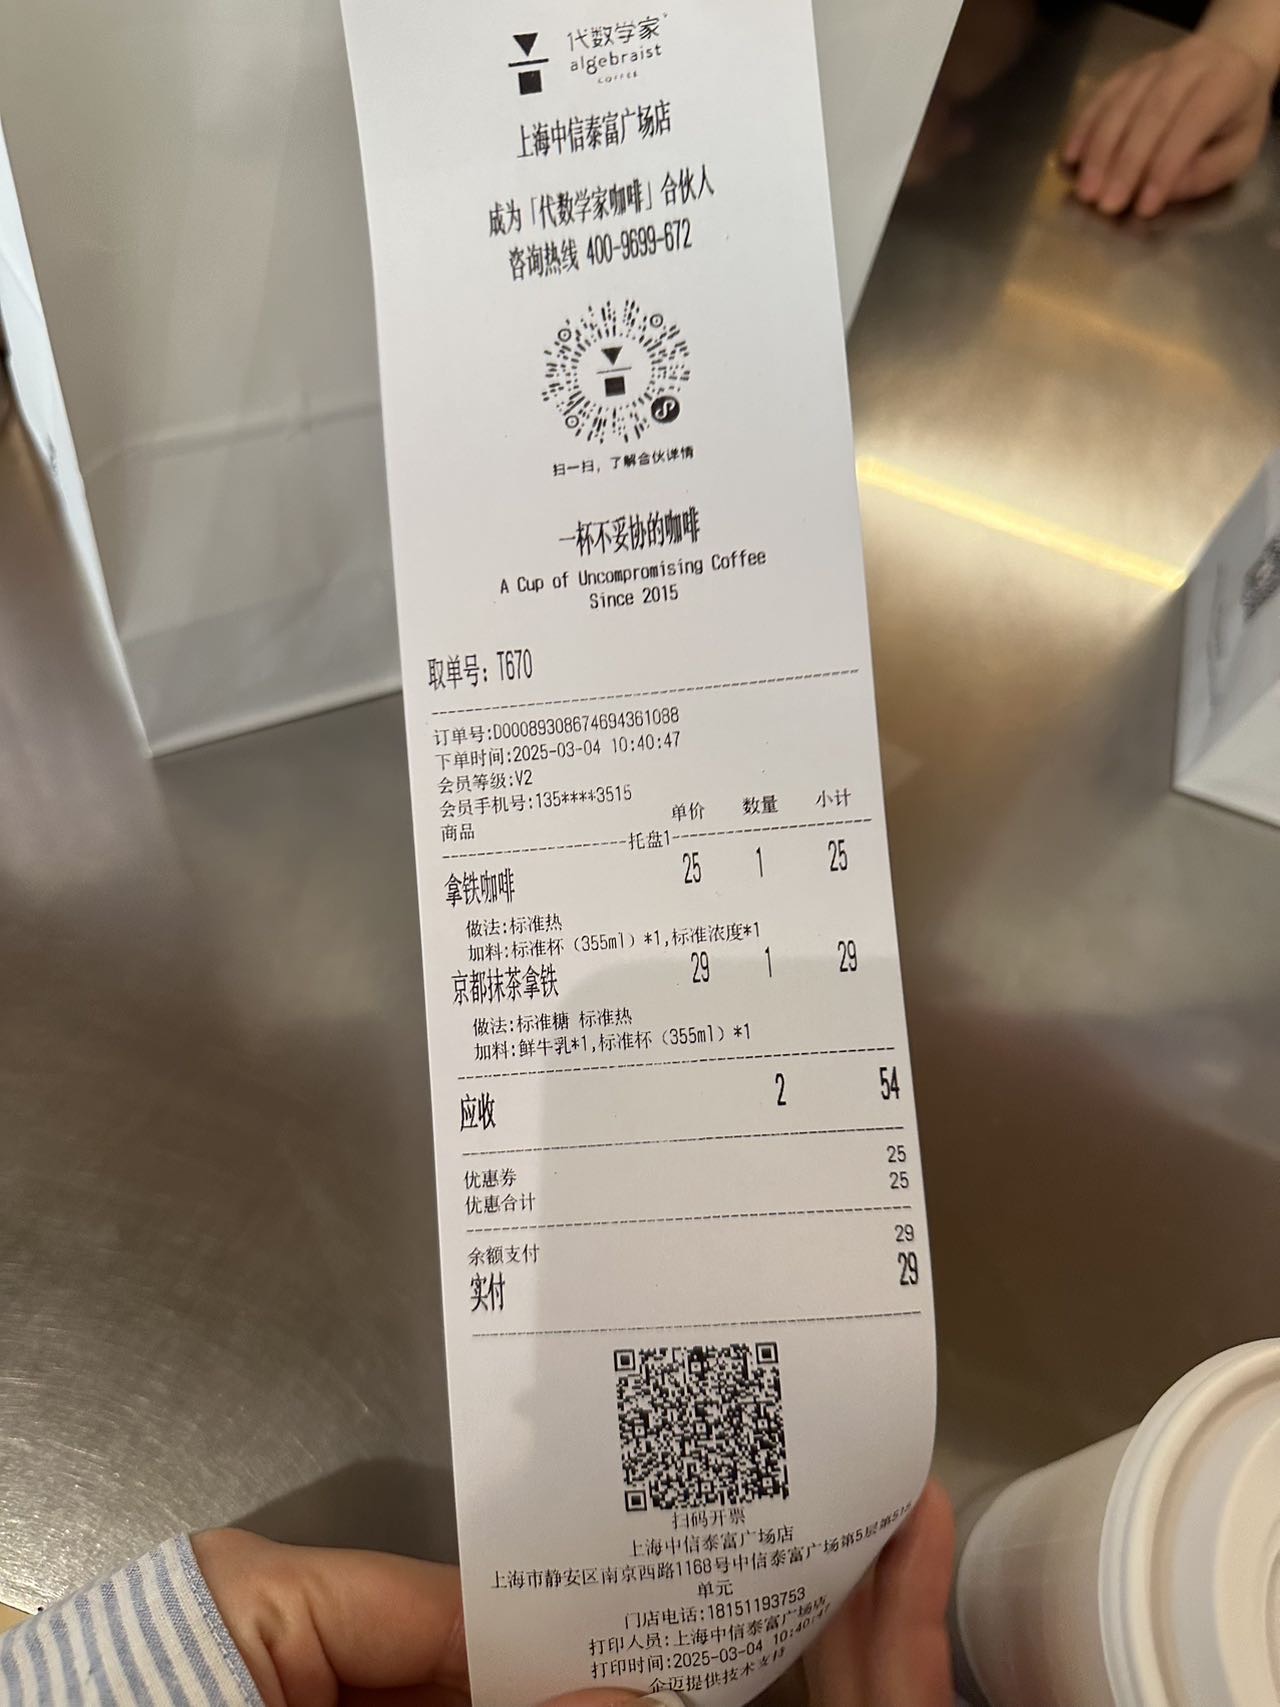 代数学家
algebraist
COFFEE
上海中信泰富广场店
成为「代数学家咖啡」合伙人
咨询热线 400-9699-672
扫一扫，了解合伙详情
一杯不妥协的咖啡
A Cup of Uncompromising Coffee
Since 2015
取单号：T670
订单号:D00089308674694361088
下单时间:2025-03-04 10:40:47
会员等级:V2
会员手机号:135****3515
商品 单价 数量 小计
托盘1
拿铁咖啡 25 1 25
做法:标准热
加料:标准杯（355ml）*1,标准浓度*1
京都抹茶拿铁 29 1 29
做法:标准糖 标准热
加料:鲜牛乳*1,标准杯（355ml）*1
应收 2 54
优惠券 25
优惠合计 25
余额支付 29
实付 29
扫码开票
上海中信泰富广场店
上海市静安区南京西路1168号中信泰富广场第5层第515
单元
门店电话:18151193753
打印人员:上海中信泰富广场店
打印时间:2025-03-04 10:40:47
企迈提供技术支持